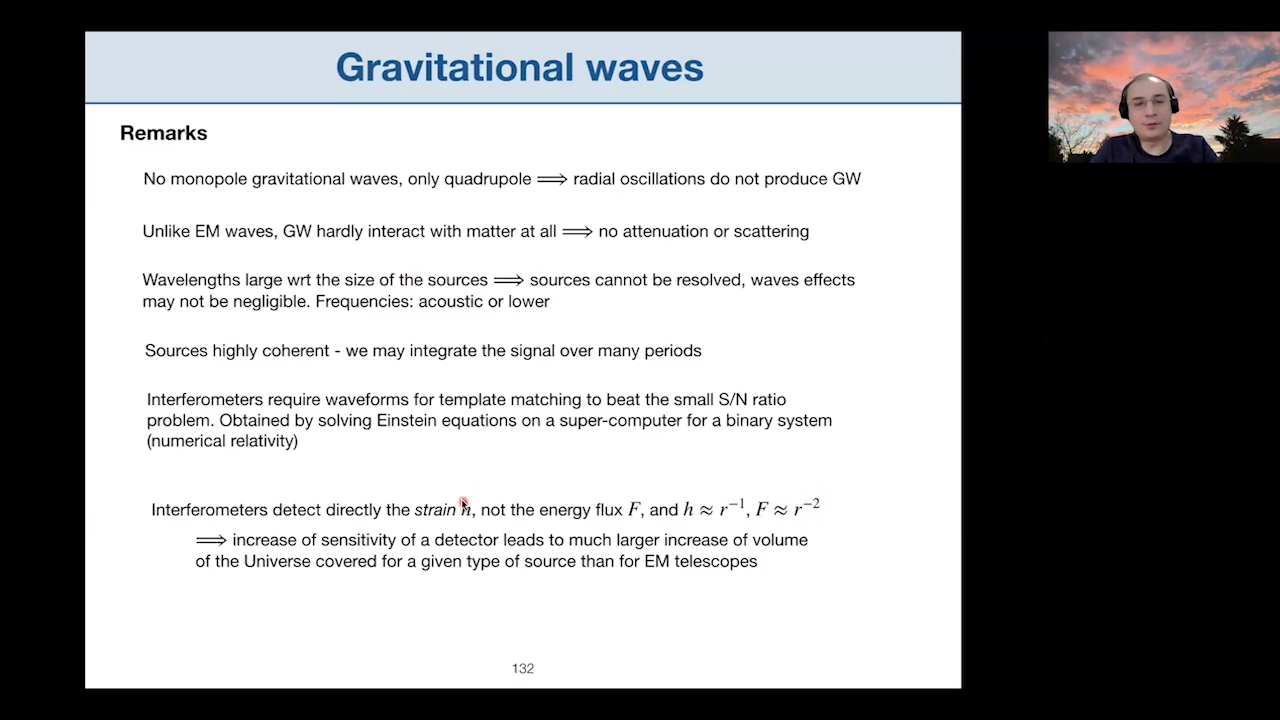 Gravitational waves
Remarks
No monopole gravitational waves, only quadrupole ⟹ radial oscillations do not produce GW
Unlike EM waves, GW hardly interact with matter at all ⟹ no attenuation or scattering
Wavelengths large wrt the size of the sources ⟹ sources cannot be resolved, waves effects
may not be negligible. Frequencies: acoustic or lower
Sources highly coherent - we may integrate the signal over many periods
Interferometers require waveforms for template matching to beat the small S/N ratio
problem. Obtained by solving Einstein equations on a super-computer for a binary system
(numerical relativity)
Interferometers detect directly the strain h, not the energy flux F, and h ≈ r⁻¹, F ≈ r⁻²
⟹ increase of sensitivity of a detector leads to much larger increase of volume
of the Universe covered for a given type of source than for EM telescopes
132